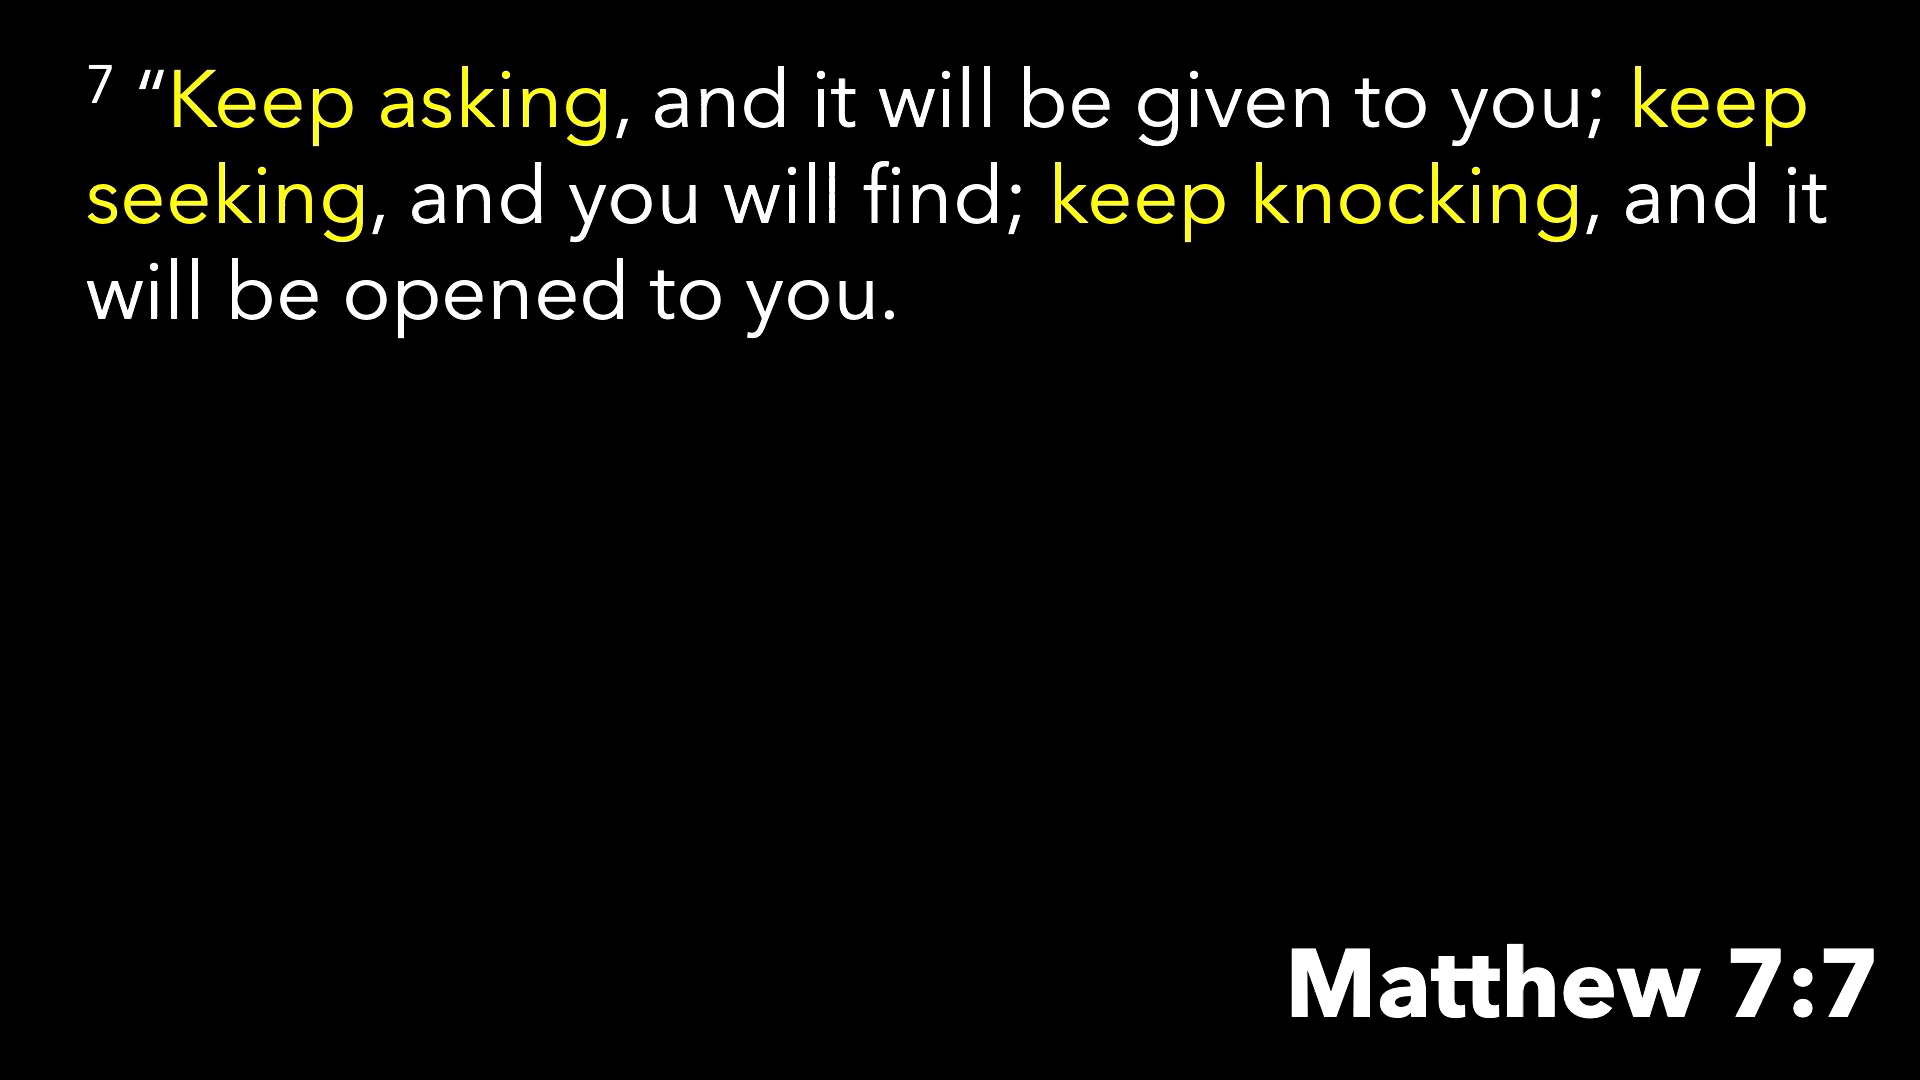 7 “Keep asking, and it will be given to you; keep
seeking, and you will find; keep knocking, and it
will be opened to you.
Matthew 7:7